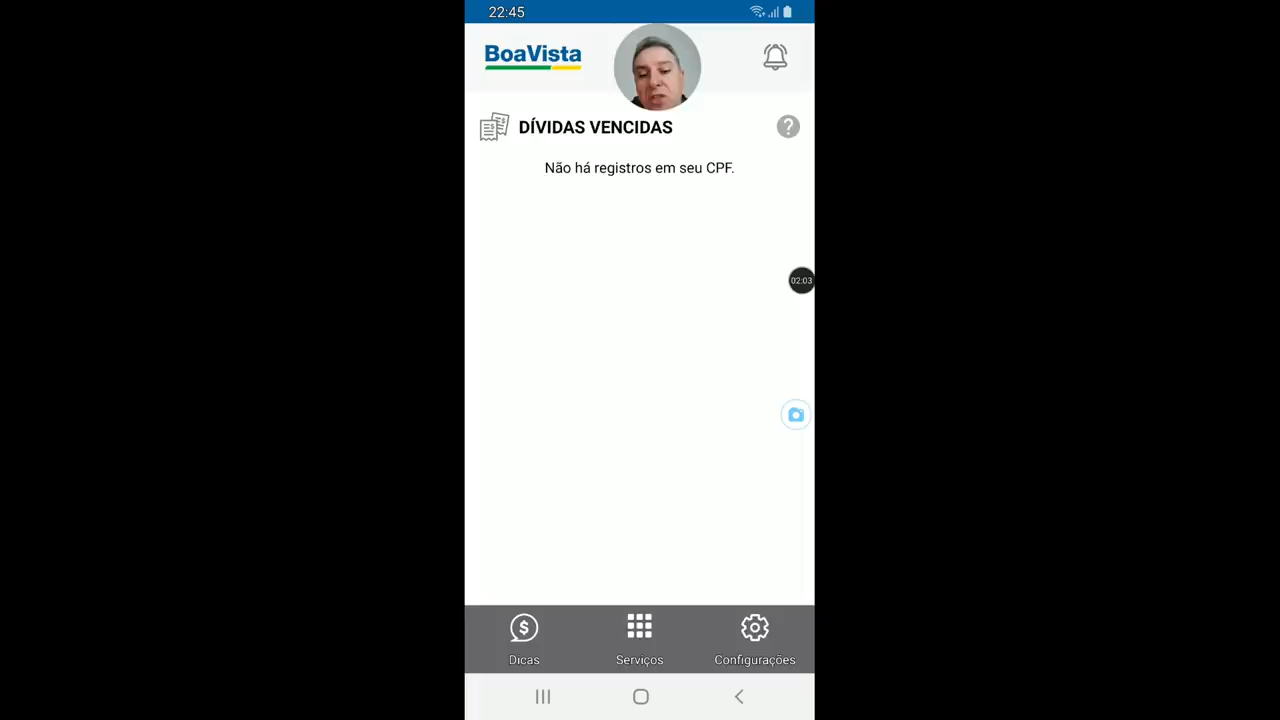 22:45
BoaVista
DÍVIDAS VENCIDAS
?
Não há registros em seu CPF.
02:03
Dicas
Serviços
Configurações